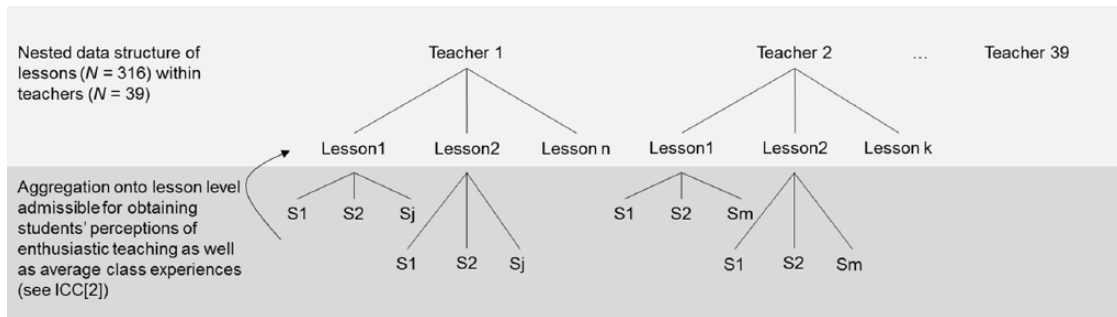 Nested data structure of
lessons (N = 316) within
teachers (N = 39)
Teacher 1
Teacher 2
...
Teacher 39
Lesson1
Lesson2
Lesson n
Lesson1
Lesson2
Lesson k
Aggregation onto lesson level
admissible for obtaining
students' perceptions of
enthusiastic teaching as well
as average class experiences
(see ICC[2])
S1 S2 Sj
S1 S2 Sm
S1 S2 Sj
S1 S2 Sm